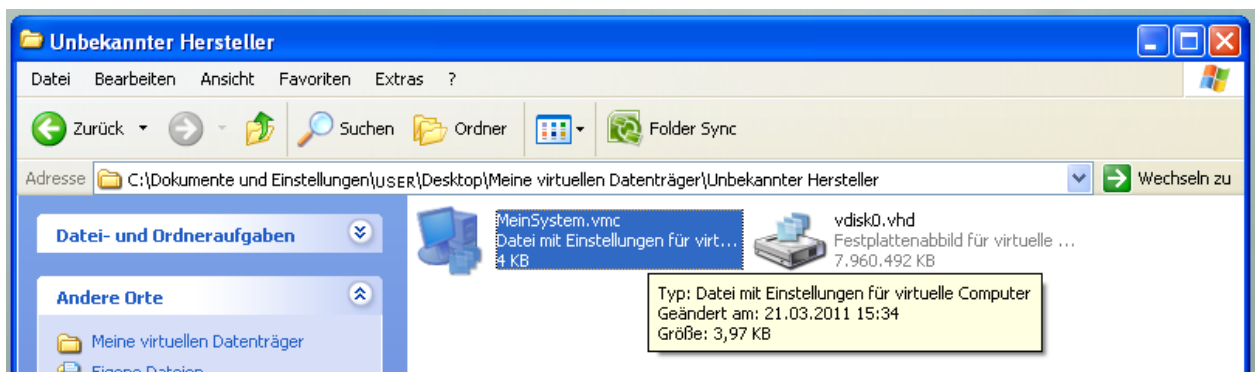 Unbekannter Hersteller
Datei Bearbeiten Ansicht Favoriten Extras ?
Zurück Suchen Ordner Folder Sync
Adresse C:\Dokumente und Einstellungen\USER\Desktop\Meine virtuellen Datenträger\Unbekannter Hersteller Wechseln zu
Datei- und Ordneraufgaben
Andere Orte
Meine virtuellen Datenträger
Eigene Dateien
MeinSystem.vmc
Datei mit Einstellungen für virt...
4 KB
vdisk0.vhd
Festplattenabbild für virtuelle ...
7.960.492 KB
Typ: Datei mit Einstellungen für virtuelle Computer
Geändert am: 21.03.2011 15:34
Größe: 3,97 KB